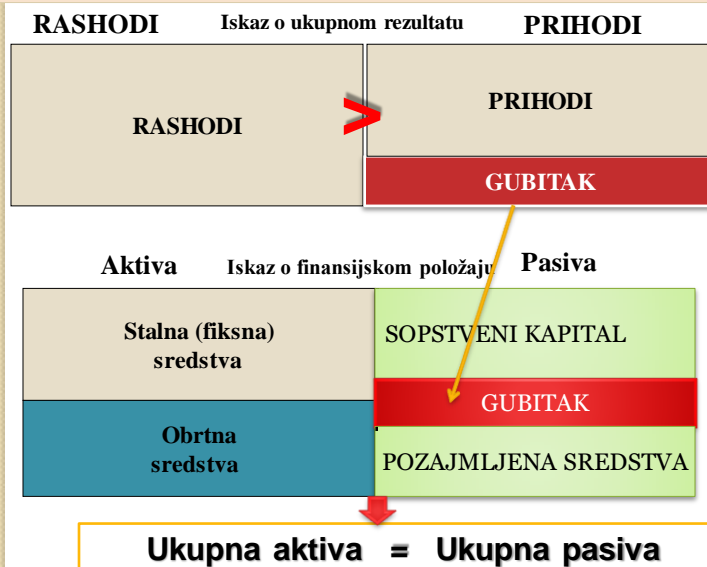 RASHODI
Iskaz o ukupnom rezultatu
PRIHODI
RASHODI
>
PRIHODI
GUBITAK
Aktiva
Iskaz o finansijskom položaju
Pasiva
Stalna (fiksna)
sredstva
SOPSTVENI KAPITAL
GUBITAK
Obrtna
sredstva
POZAJMLJENA SREDSTVA
Ukupna aktiva = Ukupna pasiva